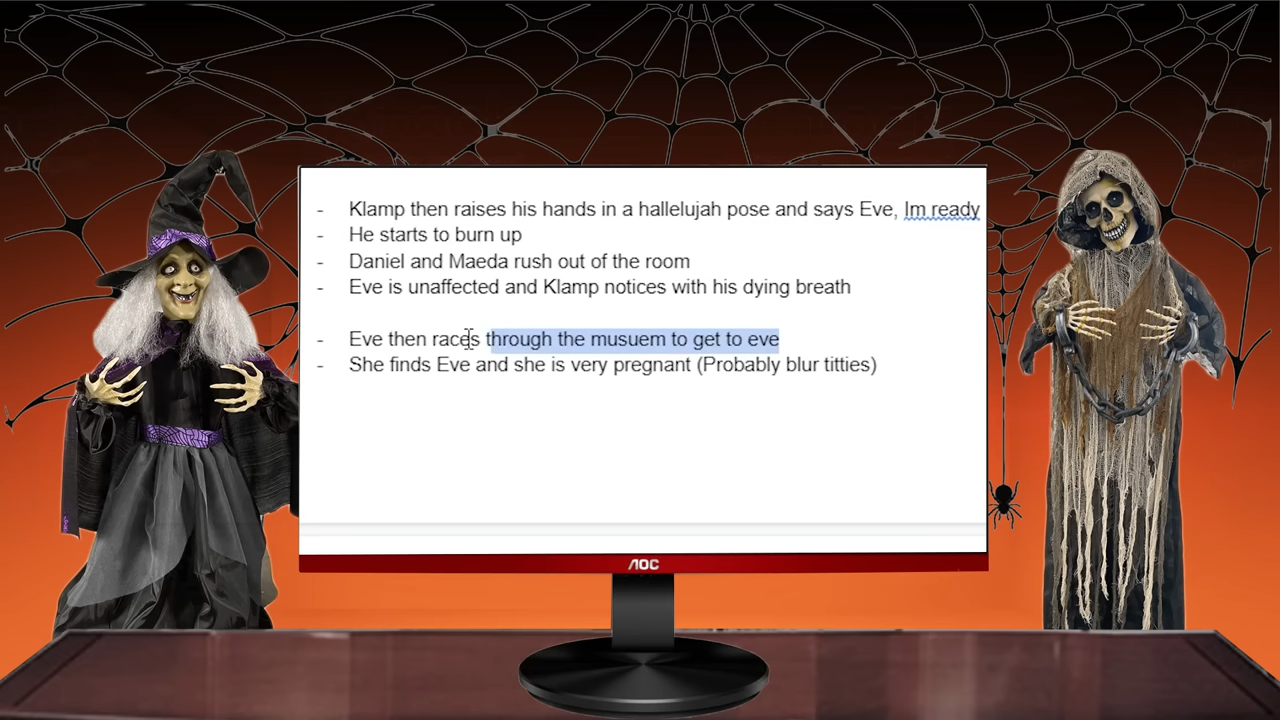 - Klamp then raises his hands in a hallelujah pose and says Eve, Im ready
- He starts to burn up
- Daniel and Maeda rush out of the room
- Eve is unaffected and Klamp notices with his dying breath
- Eve then races through the musuem to get to eve
- She finds Eve and she is very pregnant (Probably blur titties)
AOC